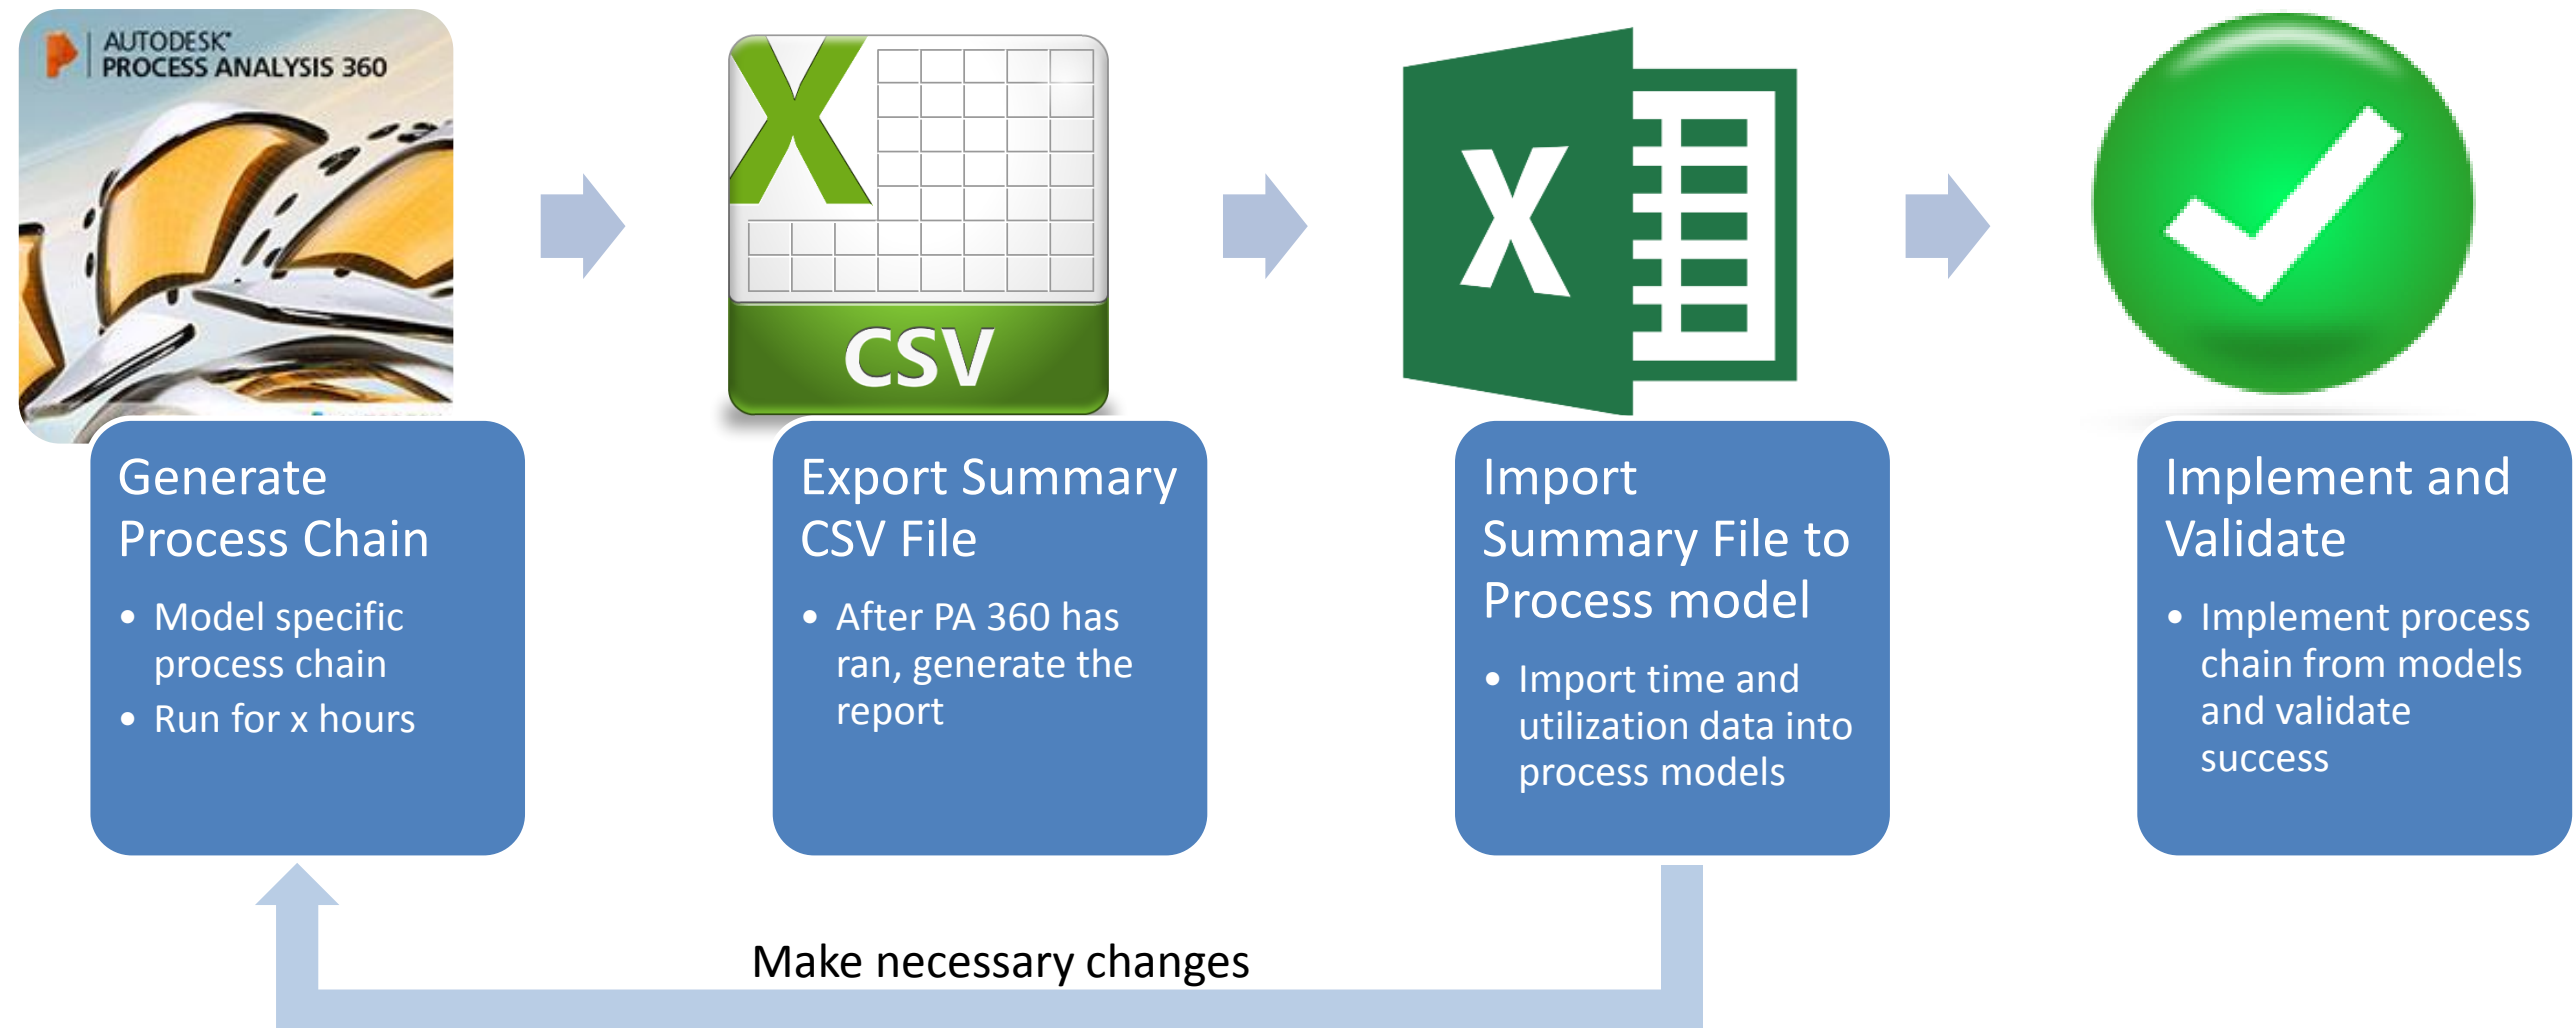 AUTODESK®
PROCESS ANALYSIS 360
X
CSV
X
Generate
Process Chain
• Model specific
process chain
• Run for x hours
Export Summary
CSV File
• After PA 360 has
ran, generate the
report
Import
Summary File to
Process model
• Import time and
utilization data into
process models
Implement and
Validate
• Implement process
chain from models
and validate
success
Make necessary changes